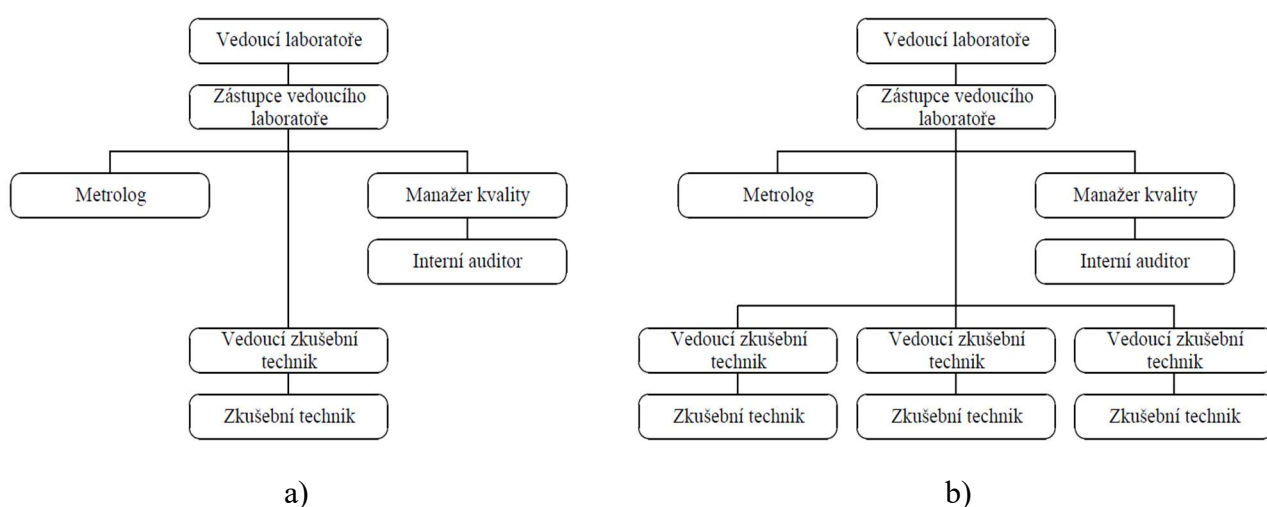 Vedoucí laboratoře
Zástupce vedoucího
laboratoře
Metrolog
Manažer kvality
Interní auditor
Vedoucí zkušební
technik
Zkušební technik
a)
Vedoucí laboratoře
Zástupce vedoucího
laboratoře
Metrolog
Manažer kvality
Interní auditor
Vedoucí zkušební
technik
Vedoucí zkušební
technik
Vedoucí zkušební
technik
Zkušební technik
Zkušební technik
Zkušební technik
b)